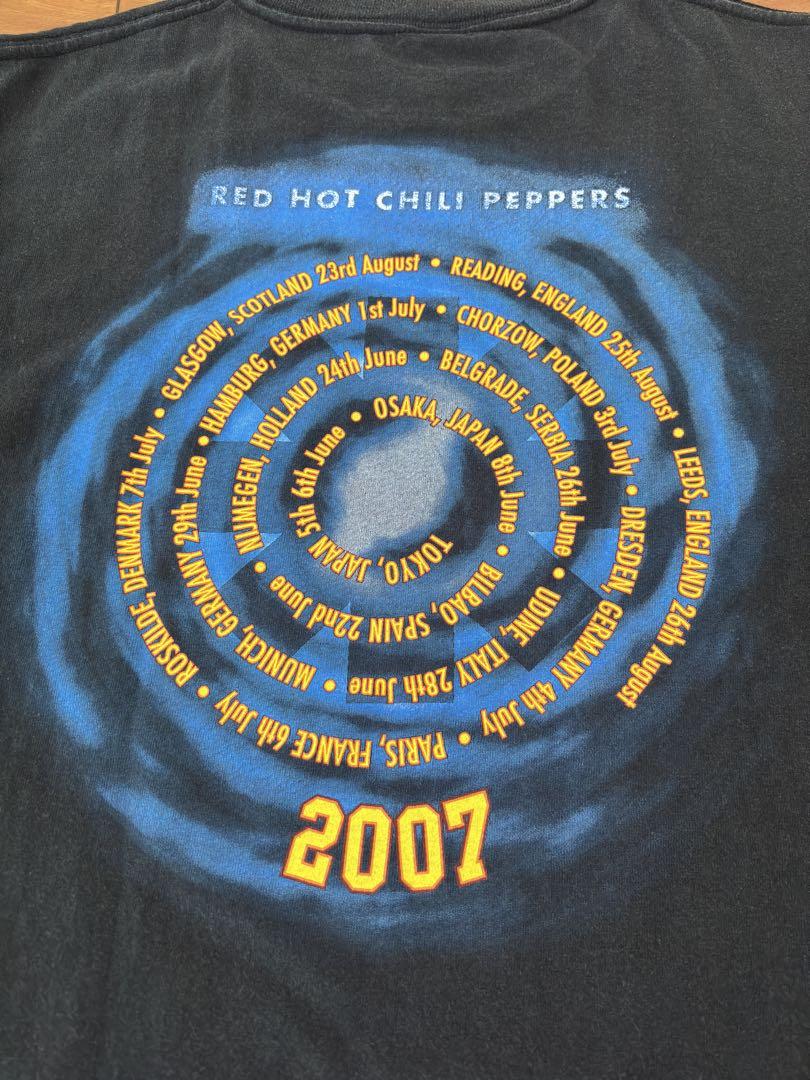 RED HOT CHILI PEPPERS
TOKYO, JAPAN 5th 6th June • OSAKA, JAPAN 8th June • BILBAO, SPAIN 22nd June • NIJMEGEN, HOLLAND 24th June • BELGRADE, SERBIA 26th June • UDINE, ITALY 28th June • MUNICH, GERMANY 29th June • HAMBURG, GERMANY 1st July • CHORZOW, POLAND 3rd July • DRESDEN, GERMANY 4th July • PARIS, FRANCE 6th July • ROSKILDE, DENMARK 7th July • GLASGOW, SCOTLAND 23rd August • READING, ENGLAND 25th August • LEEDS, ENGLAND 26th August
2007